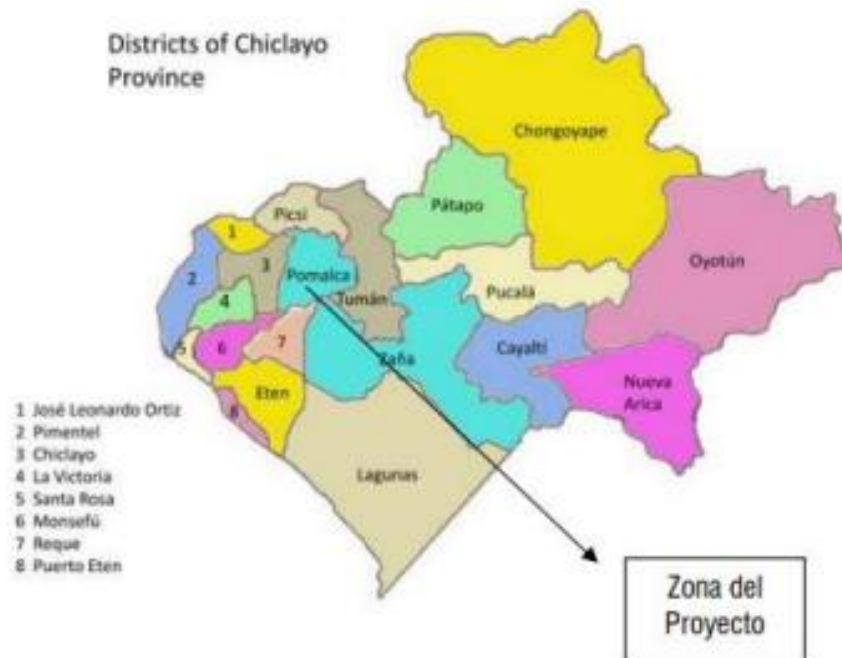 Districts of Chiclayo
Province
Chongoyape
Picsi
Pátapo
1
2
3
Pomalca
Oyotún
Tumán
Pucalá
4
5
6
7
Zaña
Cayaltí
Eten
Nueva
Arica
8
Lagunas
1 José Leonardo Ortiz
2 Pimentel
3 Chiclayo
4 La Victoria
5 Santa Rosa
6 Monsefú
7 Reque
8 Puerto Eten
Zona del
Proyecto